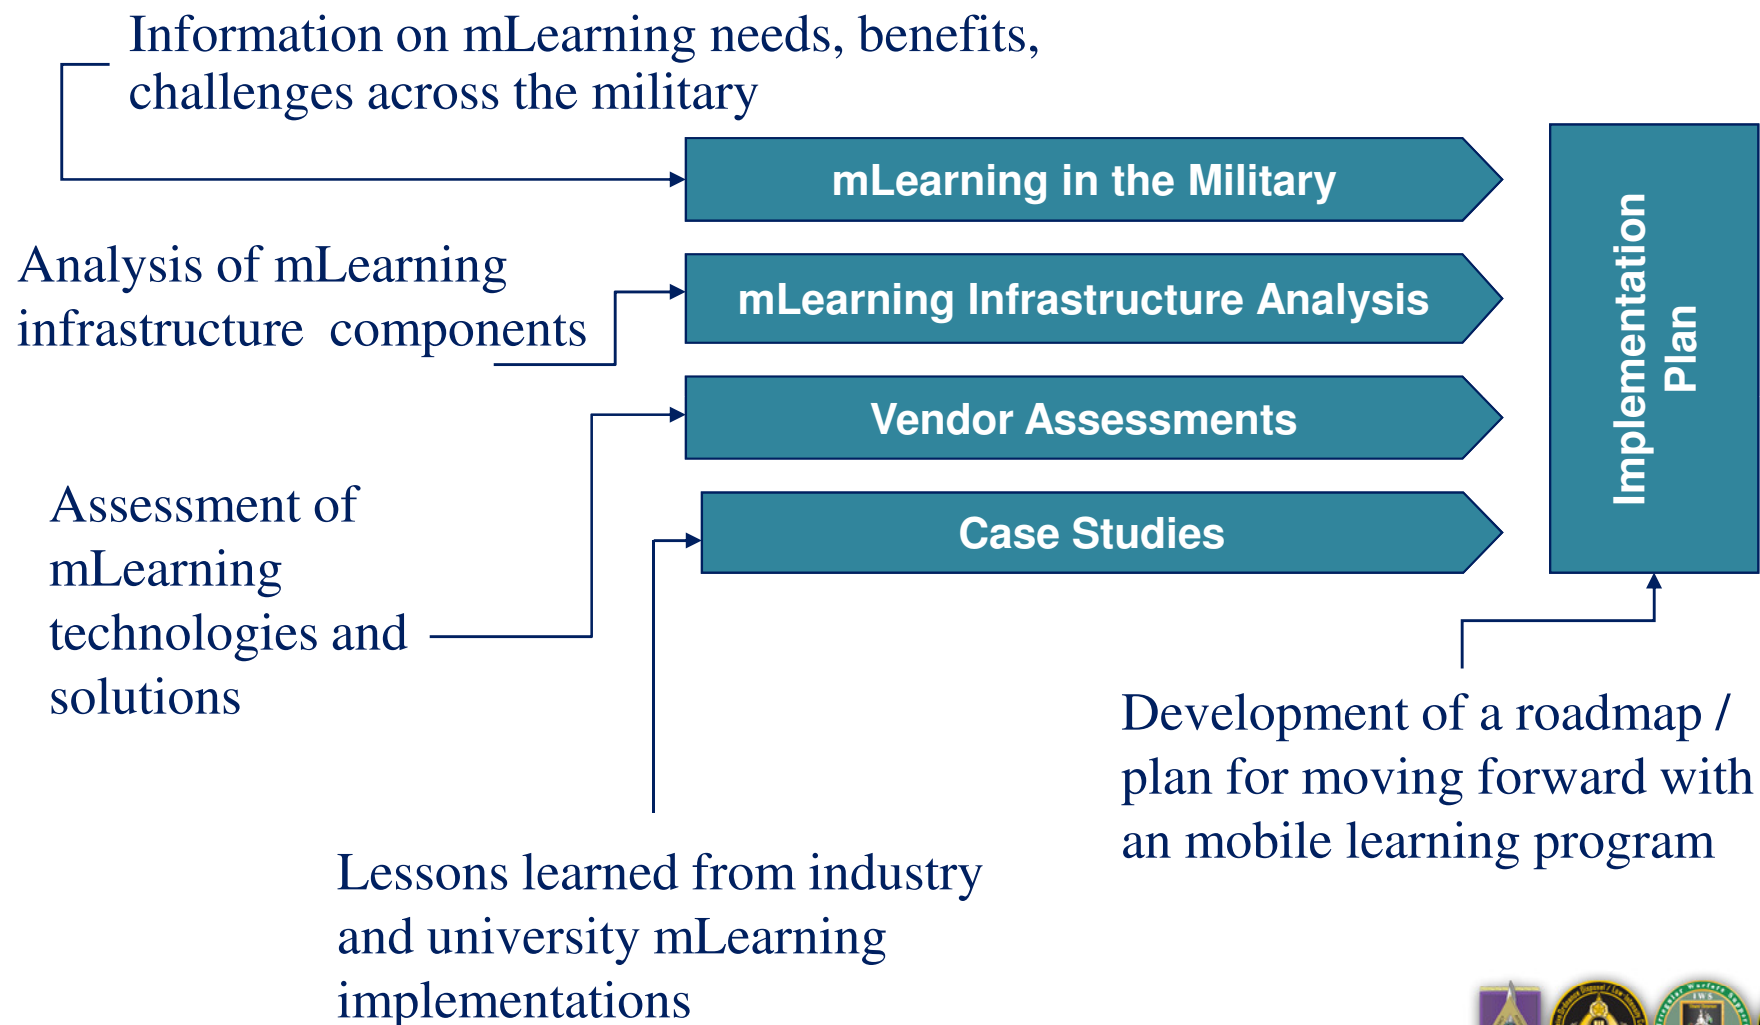 Information on mLearning needs, benefits,
challenges across the military
mLearning in the Military
Analysis of mLearning
infrastructure components
mLearning Infrastructure Analysis
Vendor Assessments
Assessment of
mLearning
technologies and
solutions
Case Studies
Lessons learned from industry
and university mLearning
implementations
Implementation
Plan
Development of a roadmap /
plan for moving forward with
an mobile learning program
IWS